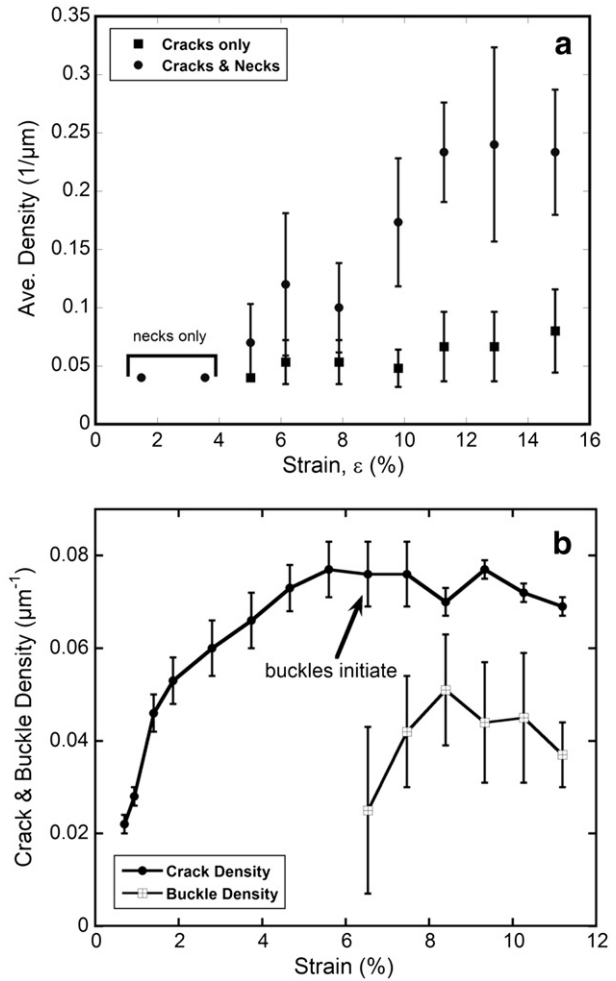 0.35
0.3
0.25
0.2
0.15
0.1
0.05
0
Ave. Density (1/μm)
Cracks only
Cracks & Necks
a
necks only
0 2 4 6 8 10 12 14 16
Strain, ε (%)
0.08
0.06
0.04
0.02
0
Crack & Buckle Density (μm⁻¹)
b
buckles initiate
Crack Density
Buckle Density
0 2 4 6 8 10 12
Strain (%)